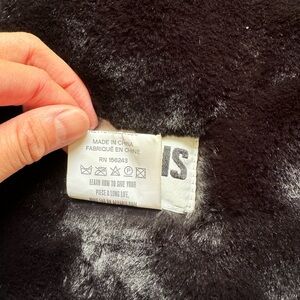 MADE IN CHINA
FABRIQUÉ EN CHINE
RN 156243
LEARN HOW TO GIVE YOUR
PIECE A LONG LIFE,
IS